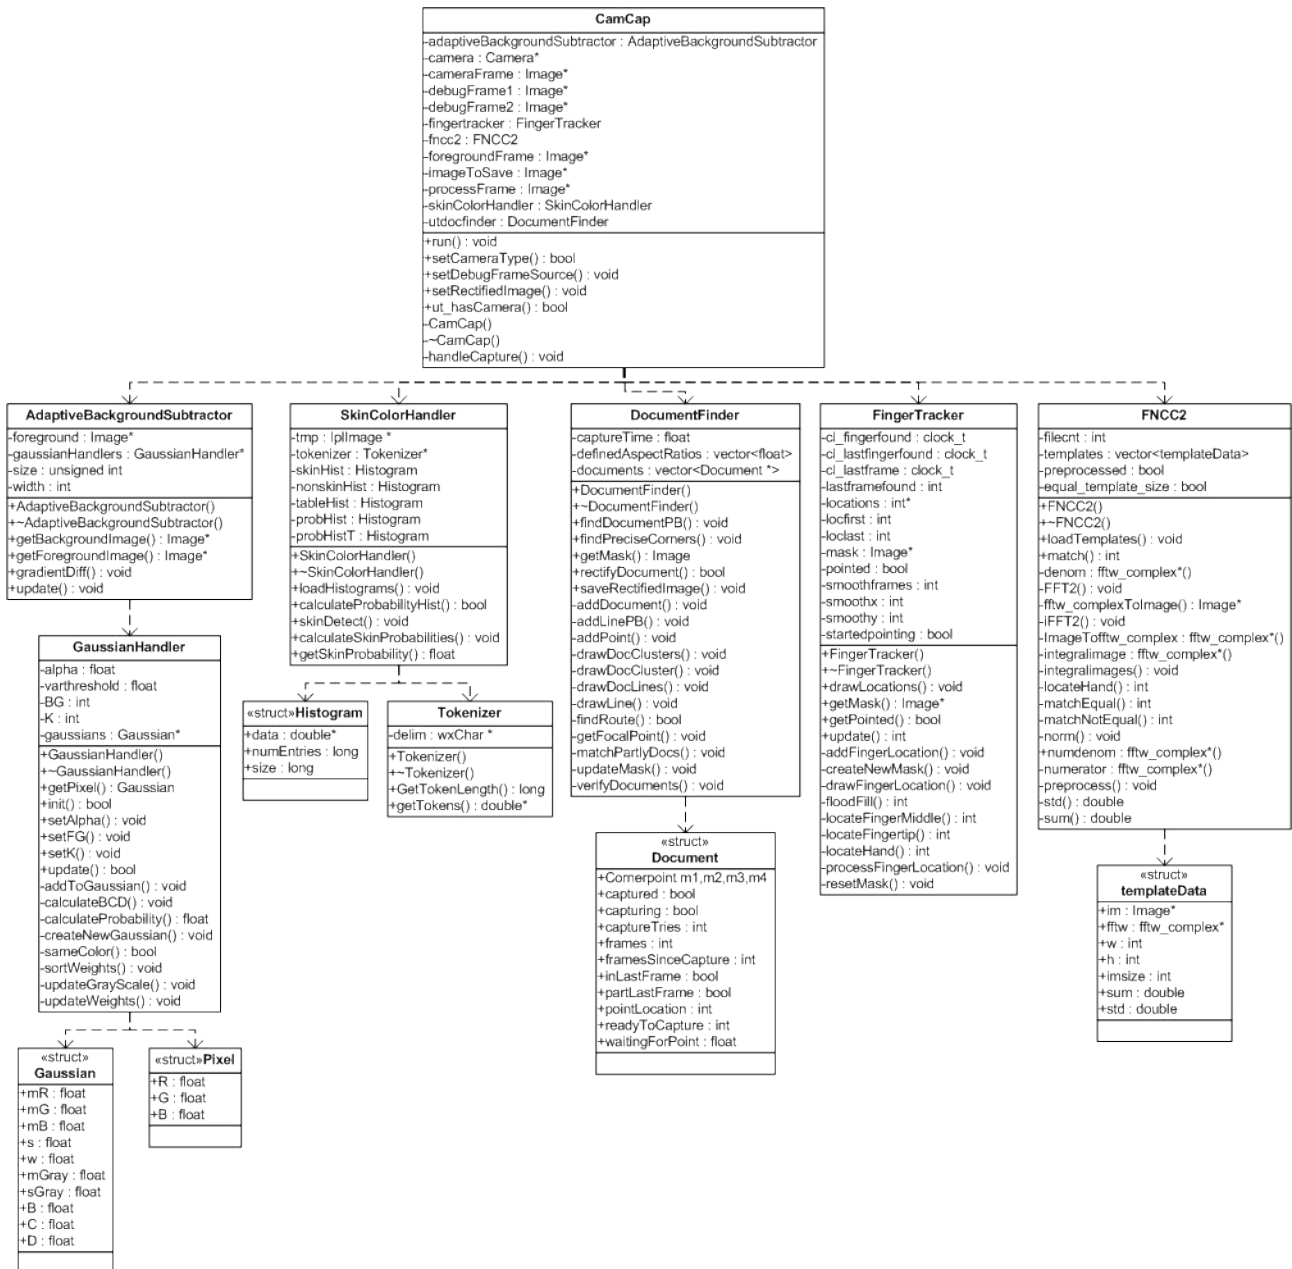 CamCap
-adaptiveBackgroundSubtractor : AdaptiveBackgroundSubtractor
-camera : Camera*
-cameraFrame : Image*
-debugFrame1 : Image*
-debugFrame2 : Image*
-fingertracker : FingerTracker
-fncc2 : FNCC2
-foregroundFrame : Image*
-imageToSave : Image*
-processFrame : Image*
-skinColorHandler : SkinColorHandler
-utdocfinder : DocumentFinder
+run() : void
+setCameraType() : bool
+setDebugFrameSource() : void
+setRectifiedImage() : void
+ut_hasCamera() : bool
-CamCap()
-~CamCap()
-handleCapture() : void
AdaptiveBackgroundSubtractor
-foreground : Image*
-gaussianHandlers : GaussianHandler*
-size : unsigned int
-width : int
+AdaptiveBackgroundSubtractor()
+~AdaptiveBackgroundSubtractor()
+getBackgroundImage() : Image*
+getForegroundImage() : Image*
+gradientDiff() : void
+update() : void
SkinColorHandler
-tmp : IplImage *
-tokenizer : Tokenizer*
-skinHist : Histogram
-nonskinHist : Histogram
-tableHist : Histogram
-probHist : Histogram
-probHistT : Histogram
+SkinColorHandler()
+~SkinColorHandler()
+loadHistograms() : void
+calculateProbabilityHist() : bool
+skinDetect() : void
+calculateSkinProbabilities() : void
+getSkinProbability() : float
DocumentFinder
-captureTime : float
-definedAspectRatios : vector<float>
-documents : vector<Document *>
+DocumentFinder()
+~DocumentFinder()
+findDocumentPB() : void
+findPreciseCorners() : void
+getMask() : Image
+rectifyDocument() : bool
+saveRectifiedImage() : void
-addDocument() : void
-addLinePB() : void
-addPoint() : void
-drawDocClusters() : void
-drawDocCluster() : void
-drawDocLines() : void
-drawLine() : void
-findRoute() : bool
-getFocalPoint() : void
-matchPartlyDocs() : void
-updateMask() : void
-verifyDocuments() : void
FingerTracker
-cl_fingerfound : clock_t
-cl_lastfingerfound : clock_t
-cl_lastframe : clock_t
-lastframefound : int
-locations : int*
-locfirst : int
-loclast : int
-mask : Image*
-pointed : bool
-smoothframes : int
-smoothx : int
-smoothy : int
-startedpointing : bool
+FingerTracker()
+~FingerTracker()
+drawLocations() : void
+getMask() : Image*
+getPointed() : bool
+update() : int
-addFingerLocation() : void
-createNewMask() : void
-drawFingerLocation() : void
-floodFill() : int
-locateFingerMiddle() : int
-locateFingertip() : int
-locateHand() : int
-processFingerLocation() : void
-resetMask() : void
FNCC2
-filecnt : int
-templates : vector<templateData>
-preprocessed : bool
-equal_template_size : bool
+FNCC2()
+~FNCC2()
+loadTemplates() : void
+match() : int
-denom : fftw_complex*()
-FFT2() : void
-fftw_complexToImage() : Image*
-iFFT2() : void
-ImageTofftw_complex : fftw_complex*()
-integralimage : fftw_complex*()
-integralimages() : void
-locateHand() : int
-matchEqual() : int
-matchNotEqual() : int
-norm() : void
+numdenom : fftw_complex*()
-numerator : fftw_complex*()
-preprocess() : void
-std() : double
-sum() : double
GaussianHandler
-alpha : float
-varthreshold : float
-BG : int
-K : int
-gaussians : Gaussian*
+GaussianHandler()
+~GaussianHandler()
+getPixel() : Gaussian
+init() : bool
+setAlpha() : void
+setFG() : void
+setK() : void
+update() : bool
-addToGaussian() : void
-calculateBCD() : void
-calculateProbability() : float
-createNewGaussian() : void
-sameColor() : bool
-sortWeights() : void
-updateGrayScale() : void
-updateWeights() : void
«struct»Histogram
+data : double*
+numEntries : long
+size : long
Tokenizer
-delim : wxChar *
+Tokenizer()
+~Tokenizer()
+GetTokenLength() : long
+getTokens() : double*
«struct»
Document
+Cornerpoint m1,m2,m3,m4
+captured : bool
+capturing : bool
+captureTries : int
+frames : int
+framesSinceCapture : int
+inLastFrame : bool
+partLastFrame : bool
+pointLocation : int
+readyToCapture : int
+waitingForPoint : float
«struct»
templateData
+im : Image*
+fftw : fftw_complex*
+w : int
+h : int
+imsize : int
+sum : double
+std : double
«struct»
Gaussian
+mR : float
+mG : float
+mB : float
+s : float
+w : float
+mGray : float
+sGray : float
+B : float
+C : float
+D : float
«struct»Pixel
+R : float
+G : float
+B : float